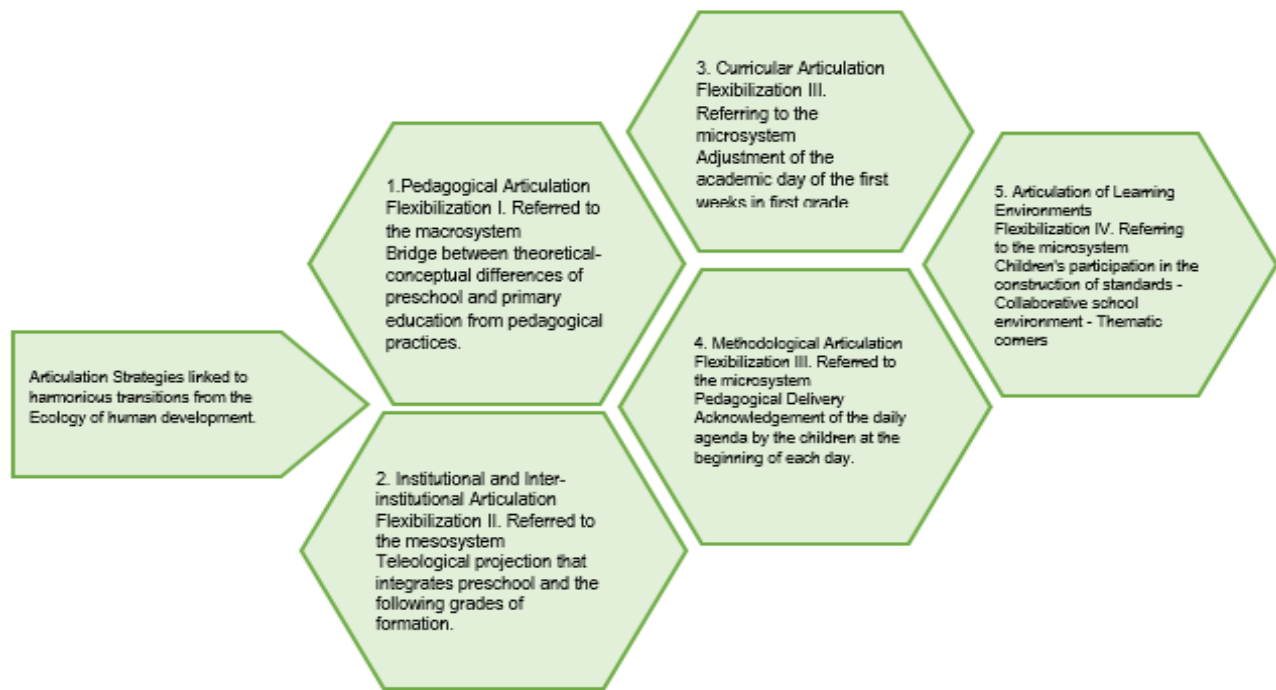 Articulation Strategies linked to
harmonious transitions from the
Ecology of human development.
1.Pedagogical Articulation
Flexibilization I. Referred to
the macrosystem
Bridge between theoretical-
conceptual differences of
preschool and primary
education from pedagogical
practices.
2. Institutional and Inter-
institutional Articulation
Flexibilization II. Referred to
the mesosystem
Teleological projection that
integrates preschool and the
following grades of
formation.
3. Curricular Articulation
Flexibilization III.
Referring to the
microsystem
Adjustment of the
academic day of the first
weeks in first grade
4. Methodological Articulation
Flexibilization III. Referred to
the microsystem
Pedagogical Delivery
Acknowledgement of the daily
agenda by the children at the
beginning of each day.
5. Articulation of Learning
Environments
Flexibilization IV. Referring
to the microsystem
Children's participation in the
construction of standards -
Collaborative school
environment - Thematic
corners